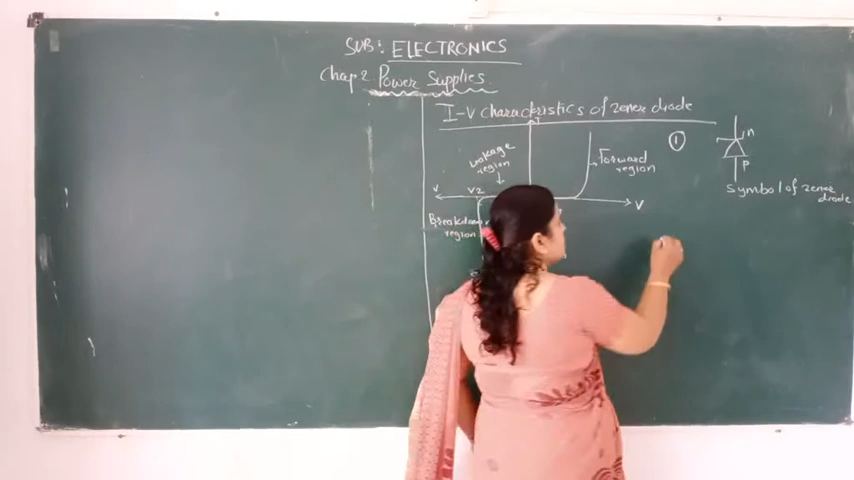 SUB: ELECTRONICS
Chap 2 Power Supplies
I-V Characteristics of Zener diode
I
①
n
P
Symbol of Zener
diode
Leakage
region
Forward
region
V
VZ
V
Breakdown
region